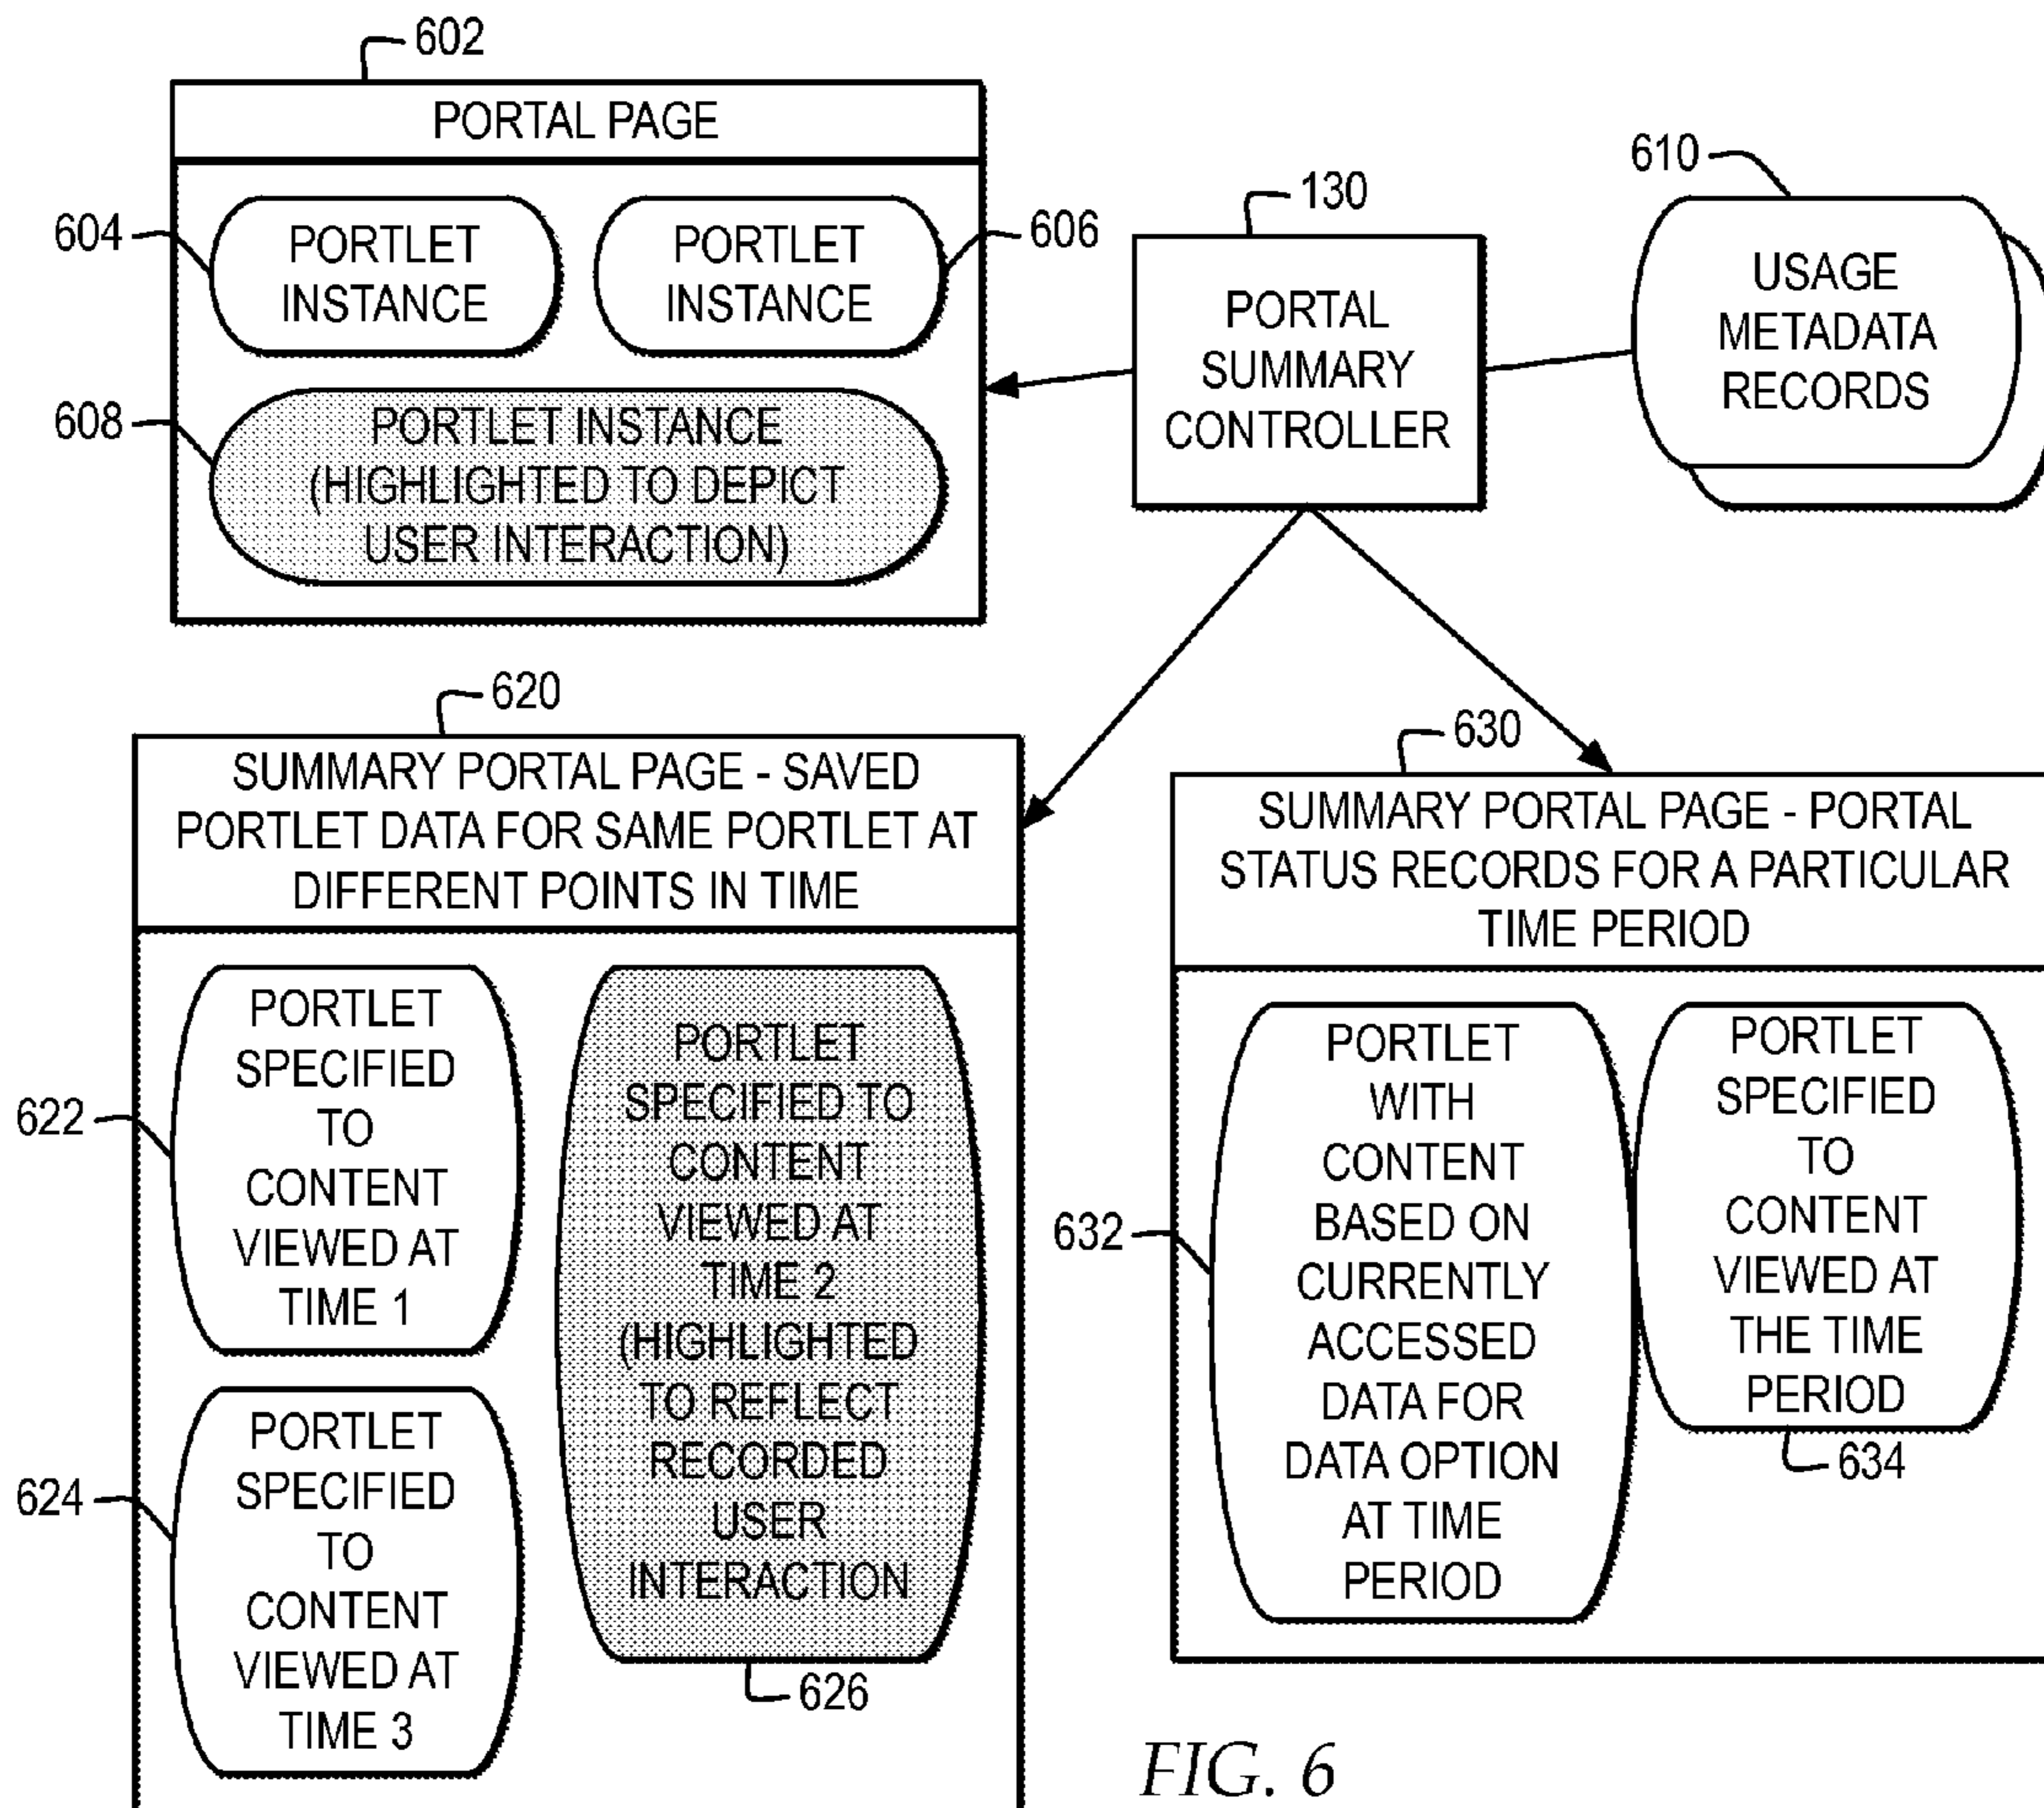 602
PORTAL PAGE
604
PORTLET
INSTANCE
PORTLET
INSTANCE
606
608
PORTLET INSTANCE
(HIGHLIGHTED TO DEPICT
USER INTERACTION)
130
PORTAL
SUMMARY
CONTROLLER
610
USAGE
METADATA
RECORDS
620
SUMMARY PORTAL PAGE - SAVED
PORTLET DATA FOR SAME PORTLET AT
DIFFERENT POINTS IN TIME
622
PORTLET
SPECIFIED
TO
CONTENT
VIEWED AT
TIME 1
624
PORTLET
SPECIFIED
TO
CONTENT
VIEWED AT
TIME 3
PORTLET
SPECIFIED TO
CONTENT
VIEWED AT
TIME 2
(HIGHLIGHTED
TO REFLECT
RECORDED
USER
INTERACTION
626
630
SUMMARY PORTAL PAGE - PORTAL
STATUS RECORDS FOR A PARTICULAR
TIME PERIOD
632
PORTLET
WITH
CONTENT
BASED ON
CURRENTLY
ACCESSED
DATA FOR
DATA OPTION
AT TIME
PERIOD
PORTLET
SPECIFIED
TO
CONTENT
VIEWED AT
THE TIME
PERIOD
634
FIG. 6